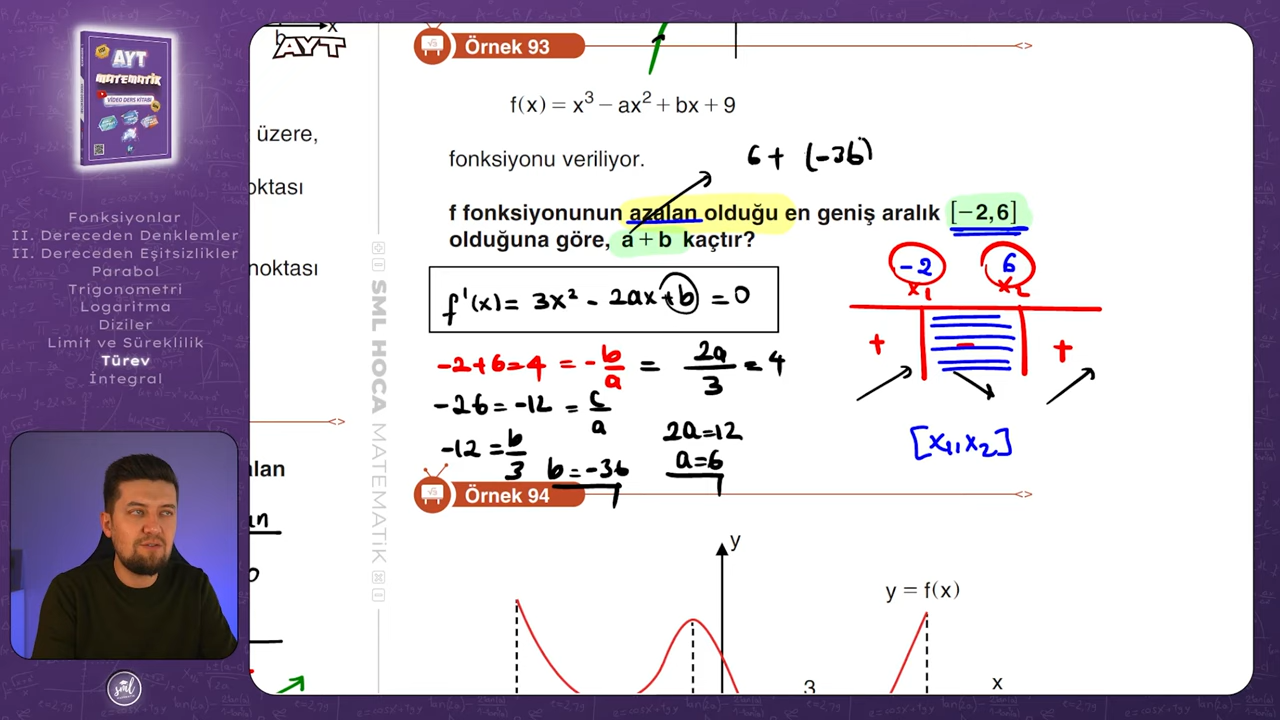 AYT
MATEMATİK
VİDEO DERS KİTABI
Fonksiyonlar
II. Dereceden Denklemler
II. Dereceden Eşitsizlikler
Parabol
Trigonometri
Logaritma
Diziler
Limit ve Süreklilik
Türev
İntegral
sml
x
AYT
üzere,
oktası
noktası
alan
SML HOCA MATEMATİK
Örnek 93
f(x) = x³ − ax² + bx + 9
fonksiyonu veriliyor.
6 + (-36)
f fonksiyonunun azalan olduğu en geniş aralık [−2,6]
olduğuna göre, a + b kaçtır?
f'(x) = 3x² - 2ax + b = 0
-2+6=4 = -b/a = 2a/3 = 4
-2·6 = -12 = c/a
-12 = b/3
b = -36
2a=12
a=6
-2 6
x₁ x₂
+ - +
[x₁,x₂]
Örnek 94
y
y = f(x)
3
x